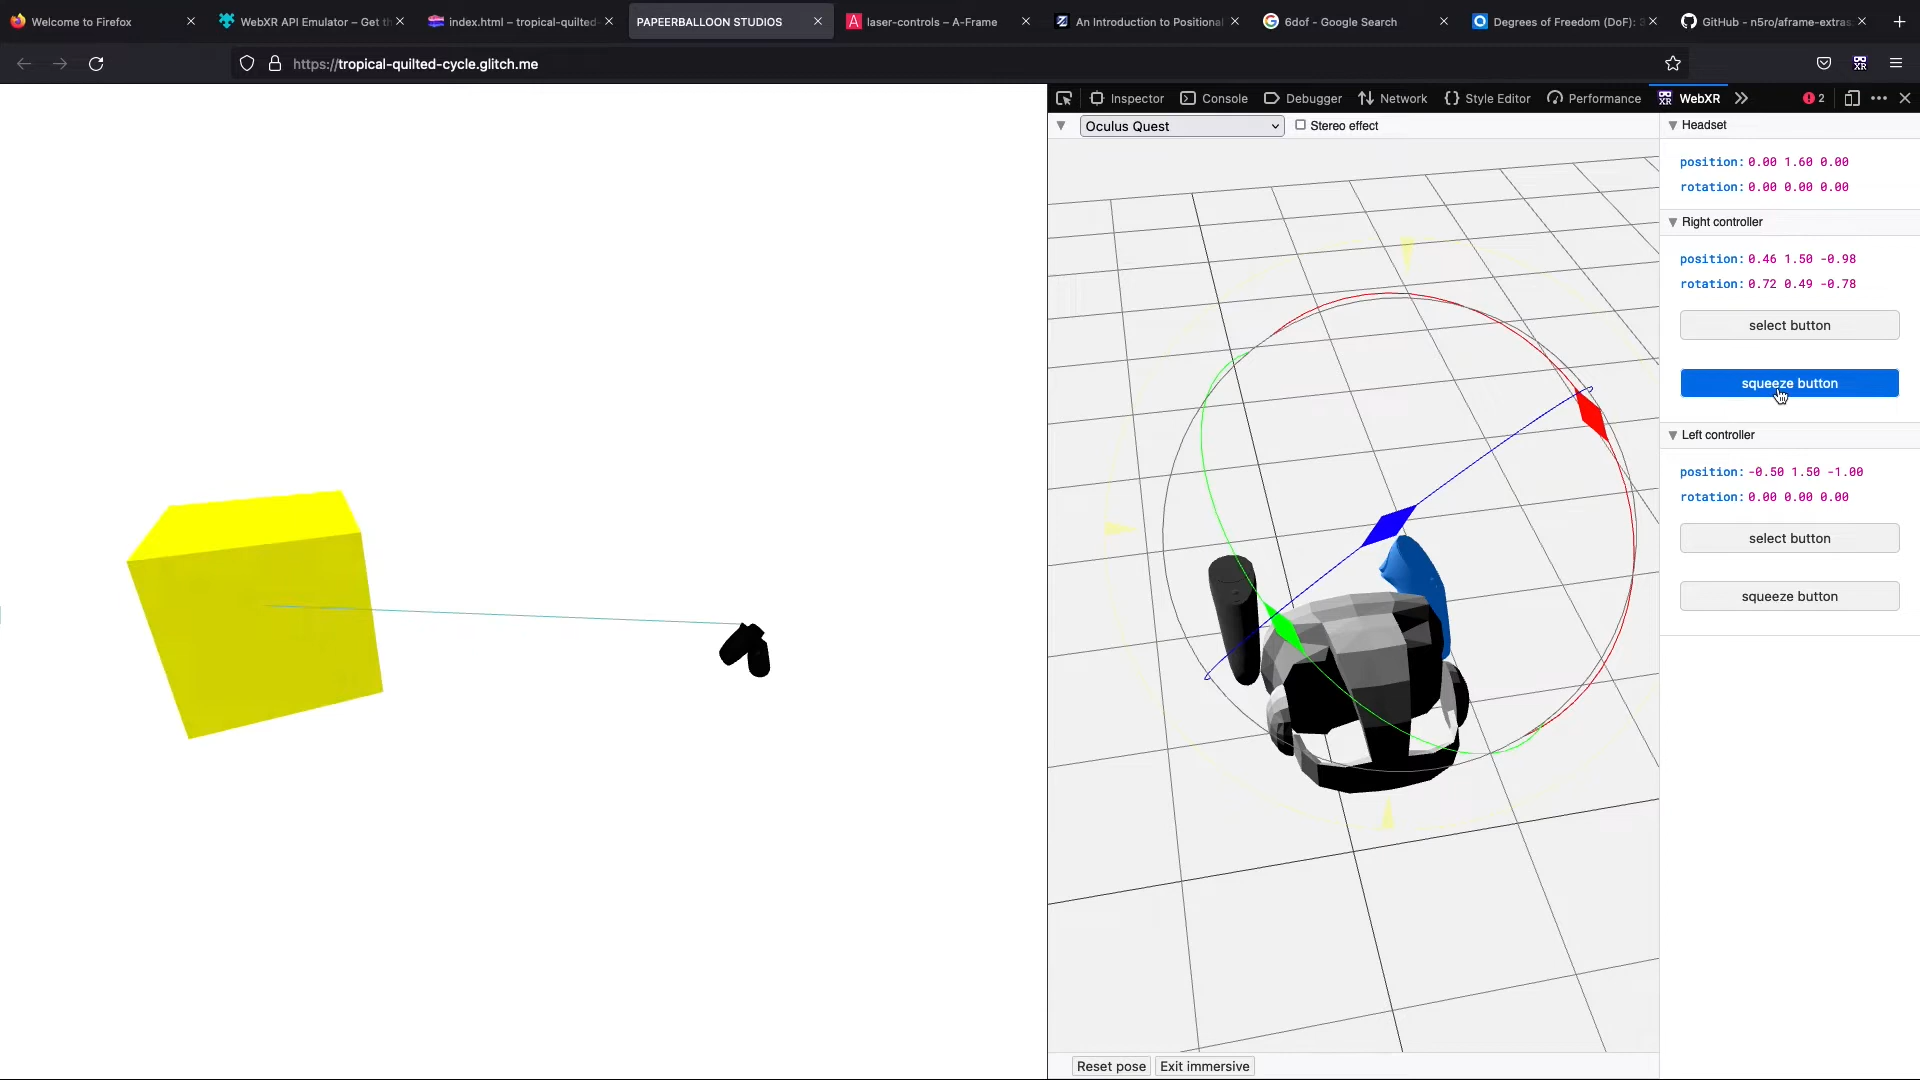 Welcome to Firefox
WebXR API Emulator – Get th
index.html – tropical-quilted-
PAPEERBALLOON STUDIOS
laser-controls – A-Frame
An Introduction to Positional
6dof - Google Search
Degrees of Freedom (DoF): 3
GitHub - n5ro/aframe-extras
https://tropical-quilted-cycle.glitch.me
XR
Inspector
Console
Debugger
Network
Style Editor
Performance
WebXR
2
Oculus Quest
Stereo effect
Headset
position: 0.00 1.60 0.00
rotation: 0.00 0.00 0.00
Right controller
position: 0.46 1.50 -0.98
rotation: 0.72 0.49 -0.78
select button
squeeze button
Left controller
position: -0.50 1.50 -1.00
rotation: 0.00 0.00 0.00
select button
squeeze button
Reset pose
Exit immersive